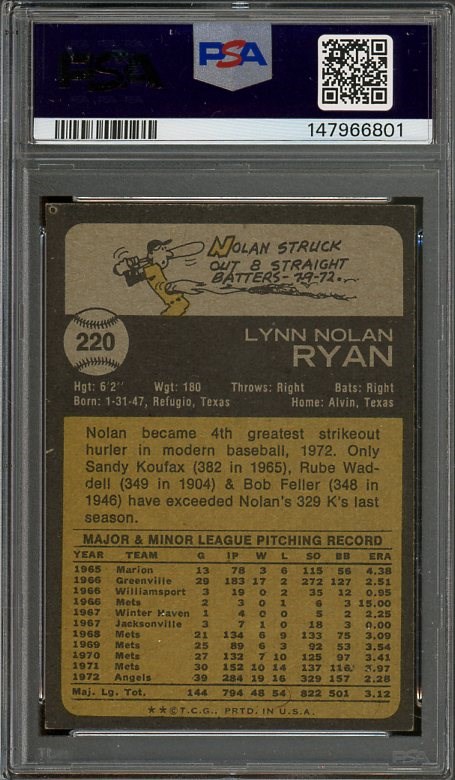 PSA
PSA
147966801
NOLAN STRUCK
OUT 8 STRAIGHT
BATTERS-7-9-72.
220
LYNN NOLAN
RYAN
Hgt: 6'2" Wgt: 180 Throws: Right Bats: Right
Born: 1-31-47, Refugio, Texas Home: Alvin, Texas
Nolan became 4th greatest strikeout
hurler in modern baseball, 1972. Only
Sandy Koufax (382 in 1965), Rube Wad-
dell (349 in 1904) & Bob Feller (348 in
1946) have exceeded Nolan's 329 K's last
season.
MAJOR & MINOR LEAGUE PITCHING RECORD
YEAR TEAM G IP W L SO BB ERA
1965 Marion 13 78 3 6 115 56 4.38
1966 Greenville 29 183 17 2 272 127 2.51
1966 Williamsport 3 19 0 2 35 12 0.95
1966 Mets 2 3 0 1 6 3 15.00
1967 Winter Haven 1 4 0 0 5 2 2.25
1967 Jacksonville 3 7 1 0 18 3 0.00
1968 Mets 21 134 6 9 133 75 3.09
1969 Mets 25 89 6 3 92 53 3.54
1970 Mets 27 132 7 10 125 97 3.41
1971 Mets 30 152 10 14 137 116 3.97
1972 Angels 39 284 19 16 329 157 2.28
Maj. Lg. Tot. 144 794 48 54 822 501 3.12
★★©T.C.G., PRTD. IN U.S.A.